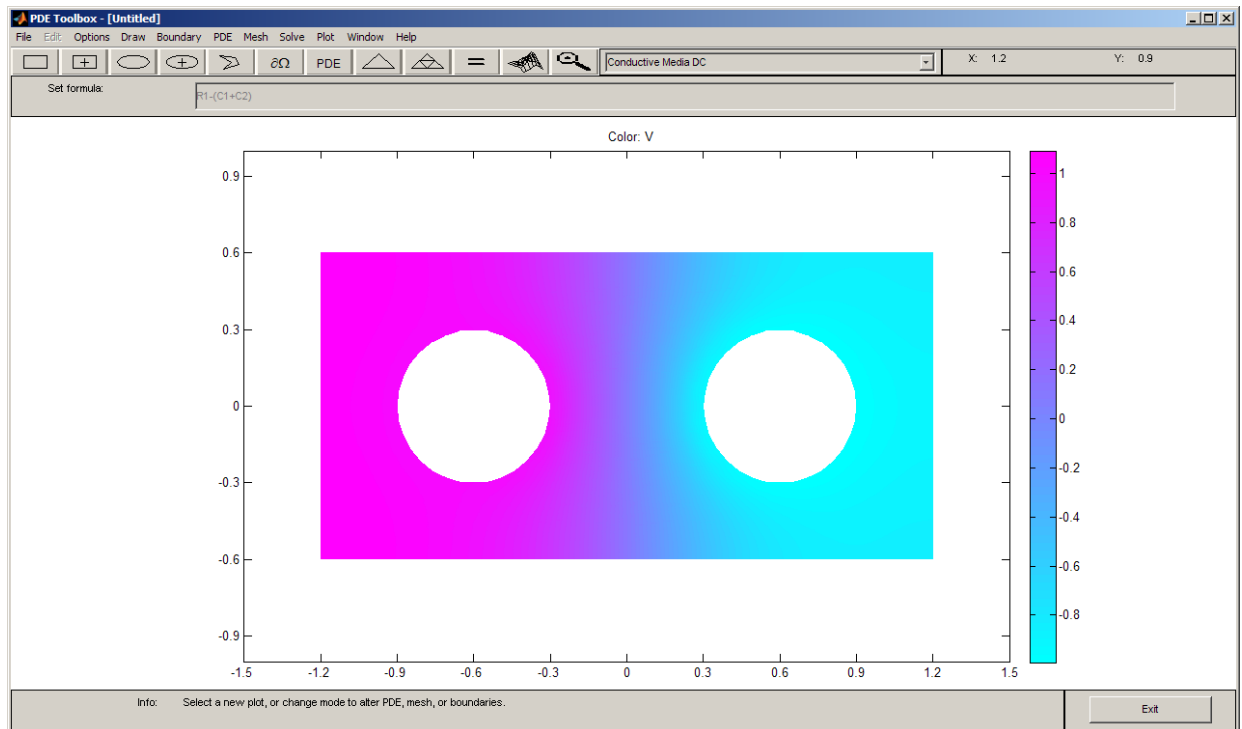 PDE Toolbox - [Untitled]
File Edit Options Draw Boundary PDE Mesh Solve Plot Window Help
∂Ω PDE = Conductive Media DC X: 1.2 Y: 0.9
Set formula: R1-(C1+C2)
Color: V
0.9
0.6
0.3
0
-0.3
-0.6
-0.9
-1.5 -1.2 -0.9 -0.6 -0.3 0 0.3 0.6 0.9 1.2 1.5
1
0.8
0.6
0.4
0.2
0
-0.2
-0.4
-0.6
-0.8
Info: Select a new plot, or change mode to alter PDE, mesh, or boundaries.
Exit